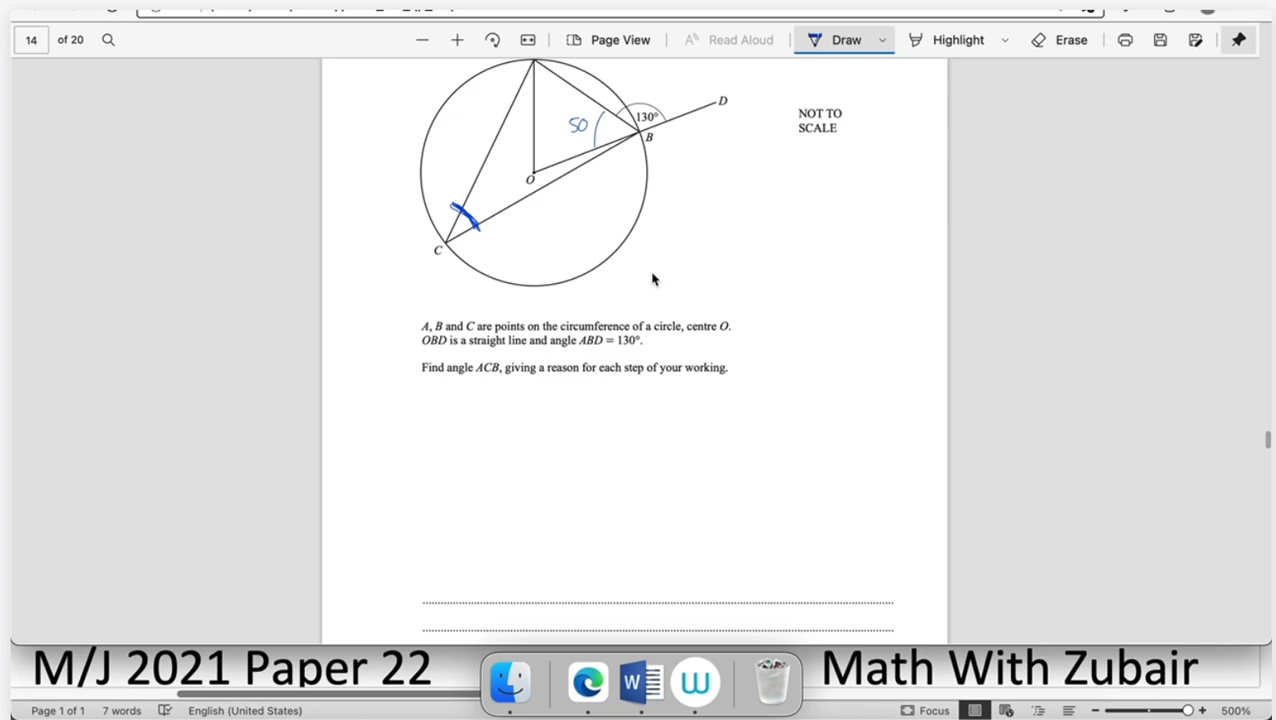 14 of 20
Page View
Read Aloud
Draw
Highlight
Erase
D
130°
50
B
O
C
NOT TO
SCALE
A, B and C are points on the circumference of a circle, centre O.
OBD is a straight line and angle ABD = 130°.
Find angle ACB, giving a reason for each step of your working.
M/J 2021 Paper 22
Math With Zubair
W
Page 1 of 1
7 words
English (United States)
Focus
500%